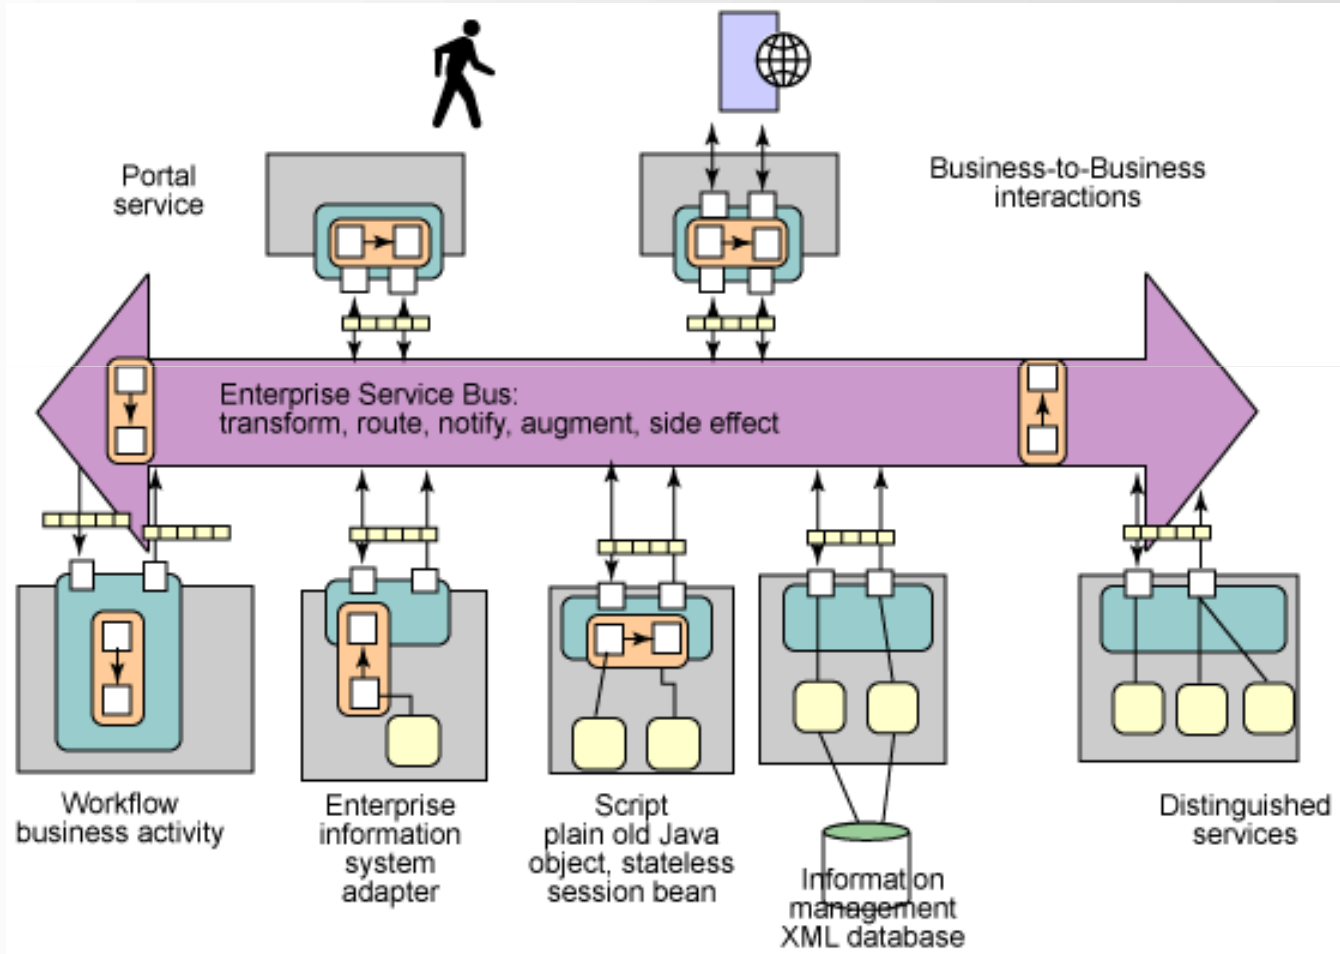 Portal
service
Business-to-Business
interactions
Enterprise Service Bus:
transform, route, notify, augment, side effect
Workflow
business activity
Enterprise
information
system
adapter
Script
plain old Java
object, stateless
session bean
Information
management
XML database
Distinguished
services